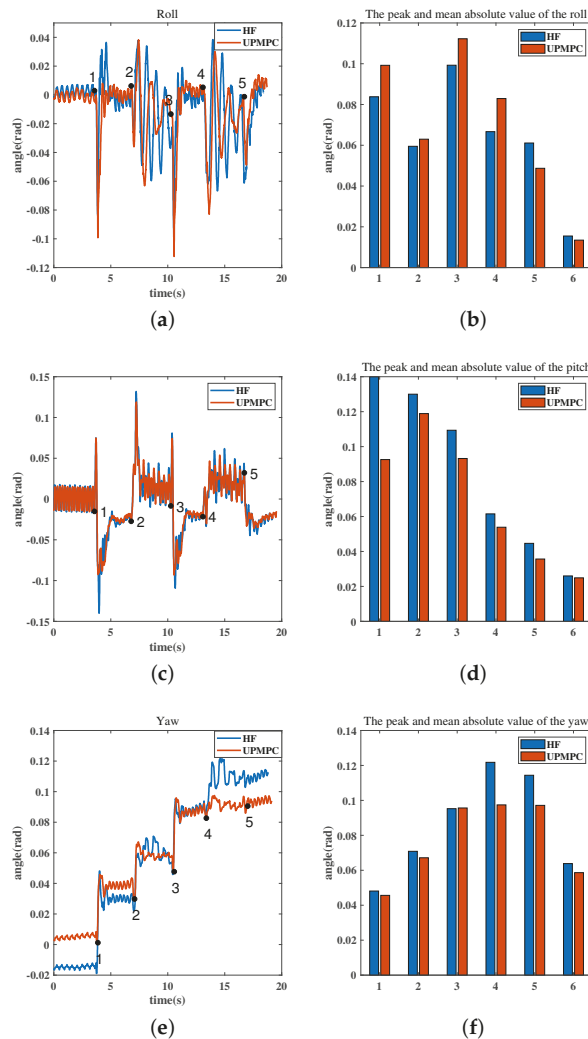 Roll
0.04
0.02
0
-0.02
-0.04
-0.06
-0.08
-0.1
-0.12
angle(rad)
HF
UPMPC
1
2
3
4
5
0
5
10
15
20
time(s)
(a)
The peak and mean absolute value of the roll
0.12
0.1
0.08
0.06
0.04
0.02
0
angle(rad)
HF
UPMPC
1 2 3 4 5 6
(b)
0.15
0.1
0.05
0
-0.05
-0.1
-0.15
angle(rad)
HF
UPMPC
1
2
3
4
5
0
5
10
15
20
time(s)
(c)
The peak and mean absolute value of the pitch
0.14
0.12
0.1
0.08
0.06
0.04
0.02
0
angle(rad)
HF
UPMPC
1 2 3 4 5 6
(d)
Yaw
0.14
0.12
0.1
0.08
0.06
0.04
0.02
0
-0.02
angle(rad)
HF
UPMPC
1
2
3
4
5
0
5
10
15
20
time(s)
(e)
The peak and mean absolute value of the yaw
0.14
0.12
0.1
0.08
0.06
0.04
0.02
0
angle(rad)
HF
UPMPC
1 2 3 4 5 6
(f)